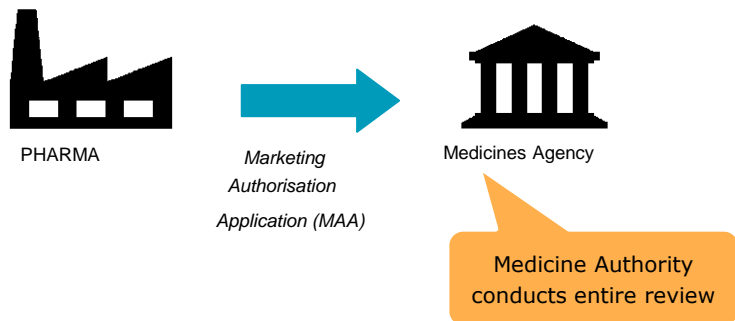 PHARMA
Marketing
Authorisation
Application (MAA)
Medicines Agency
Medicine Authority
conducts entire review